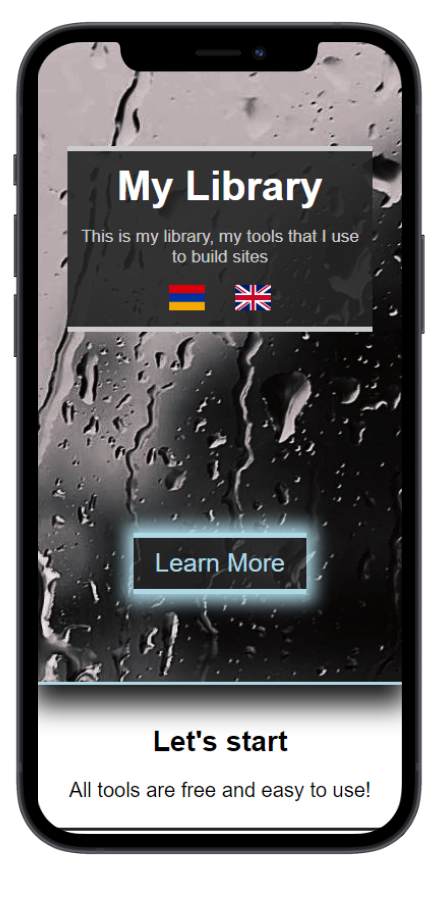 My Library
This is my library, my tools that I use
to build sites
Learn More
Let's start
All tools are free and easy to use!